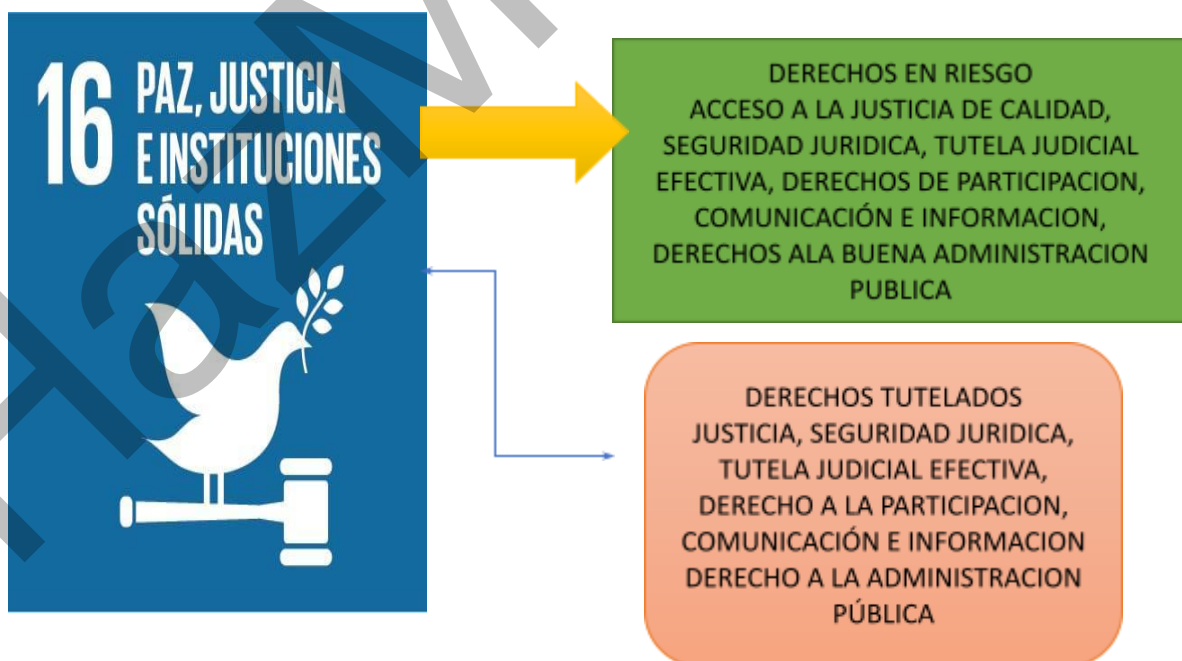 16 PAZ, JUSTICIA
E INSTITUCIONES
SÓLIDAS
DERECHOS EN RIESGO
ACCESO A LA JUSTICIA DE CALIDAD,
SEGURIDAD JURIDICA, TUTELA JUDICIAL
EFECTIVA, DERECHOS DE PARTICIPACION,
COMUNICACIÓN E INFORMACION,
DERECHOS ALA BUENA ADMINISTRACION
PUBLICA
DERECHOS TUTELADOS
JUSTICIA, SEGURIDAD JURIDICA,
TUTELA JUDICIAL EFECTIVA,
DERECHO A LA PARTICIPACION,
COMUNICACIÓN E INFORMACION
DERECHO A LA ADMINISTRACION
PÚBLICA